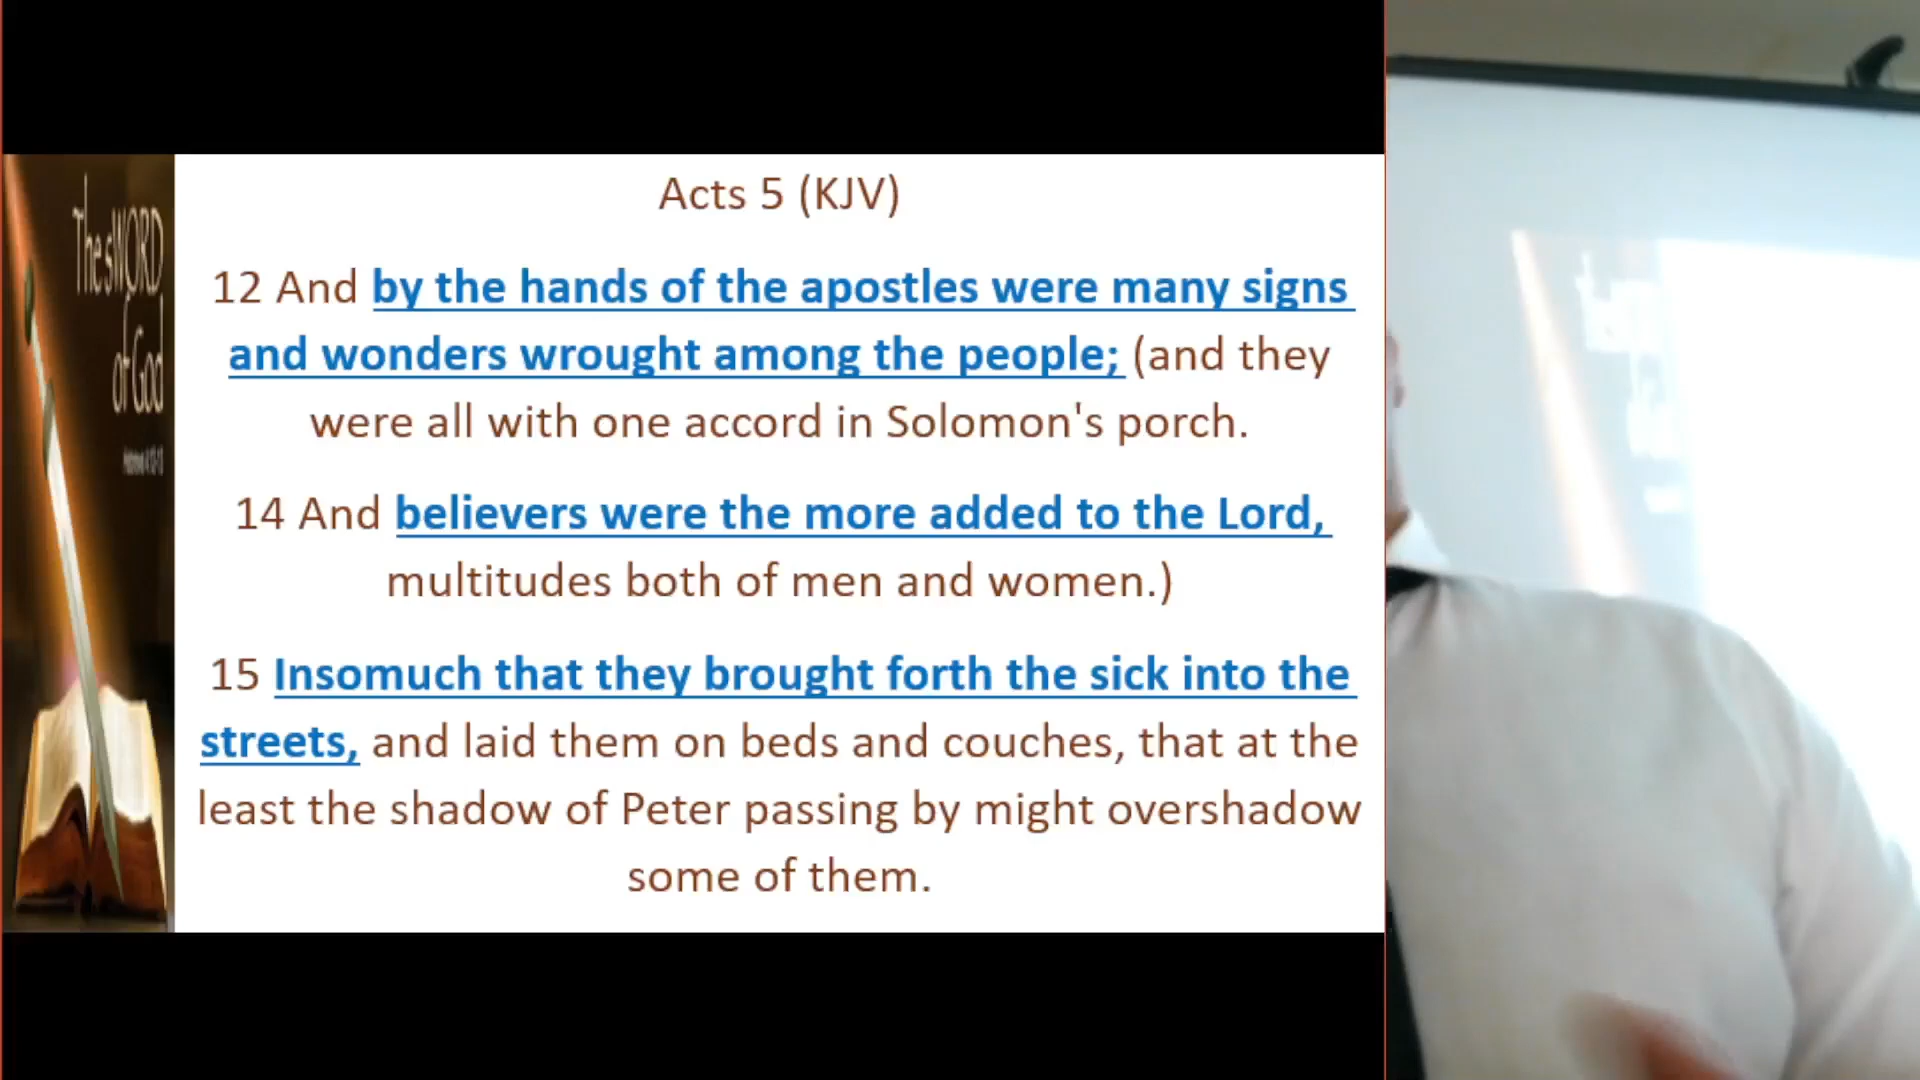 The sWORD
of God
Acts 5 (KJV)
12 And by the hands of the apostles were many signs
and wonders wrought among the people; (and they
were all with one accord in Solomon's porch.
14 And believers were the more added to the Lord,
multitudes both of men and women.)
15 Insomuch that they brought forth the sick into the
streets, and laid them on beds and couches, that at the
least the shadow of Peter passing by might overshadow
some of them.